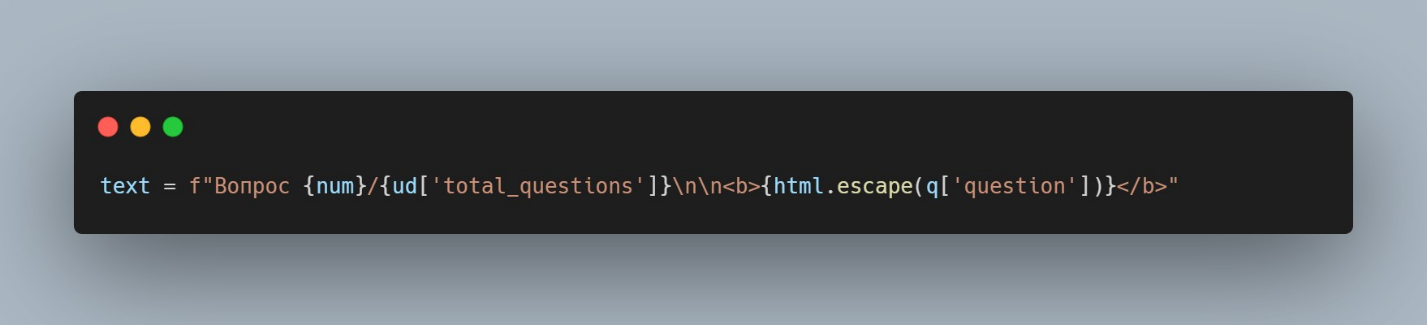 text = f"Вопрос {num}/{ud['total_questions']}\n\n<b>{html.escape(q['question'])}</b>"